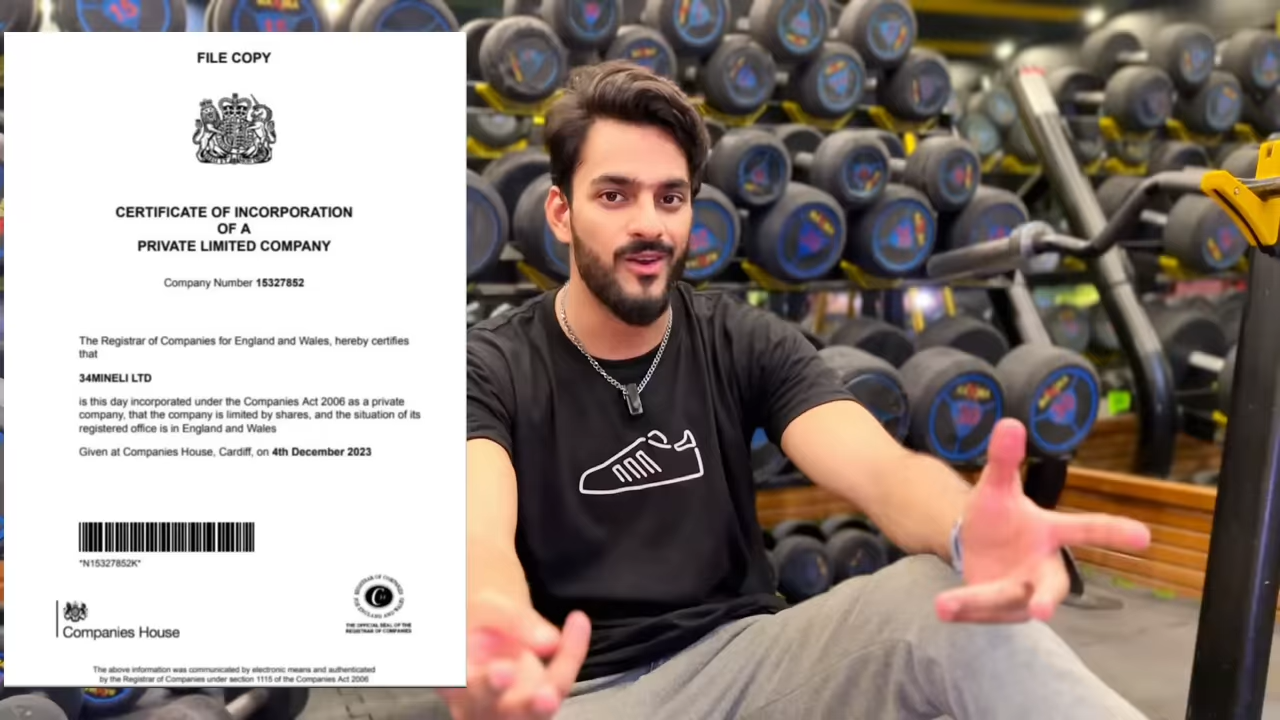 FILE COPY
CERTIFICATE OF INCORPORATION
OF A
PRIVATE LIMITED COMPANY
Company Number 15327852
The Registrar of Companies for England and Wales, hereby certifies
that
34MINELI LTD
is this day incorporated under the Companies Act 2006 as a private
company, that the company is limited by shares, and the situation of its
registered office is in England and Wales
Given at Companies House, Cardiff, on 4th December 2023
*N15327852K*
Companies House
THE OFFICIAL SEAL OF THE
REGISTRAR OF COMPANIES
The above information was communicated by electronic means and authenticated
by the Registrar of Companies under section 1115 of the Companies Act 2006
15